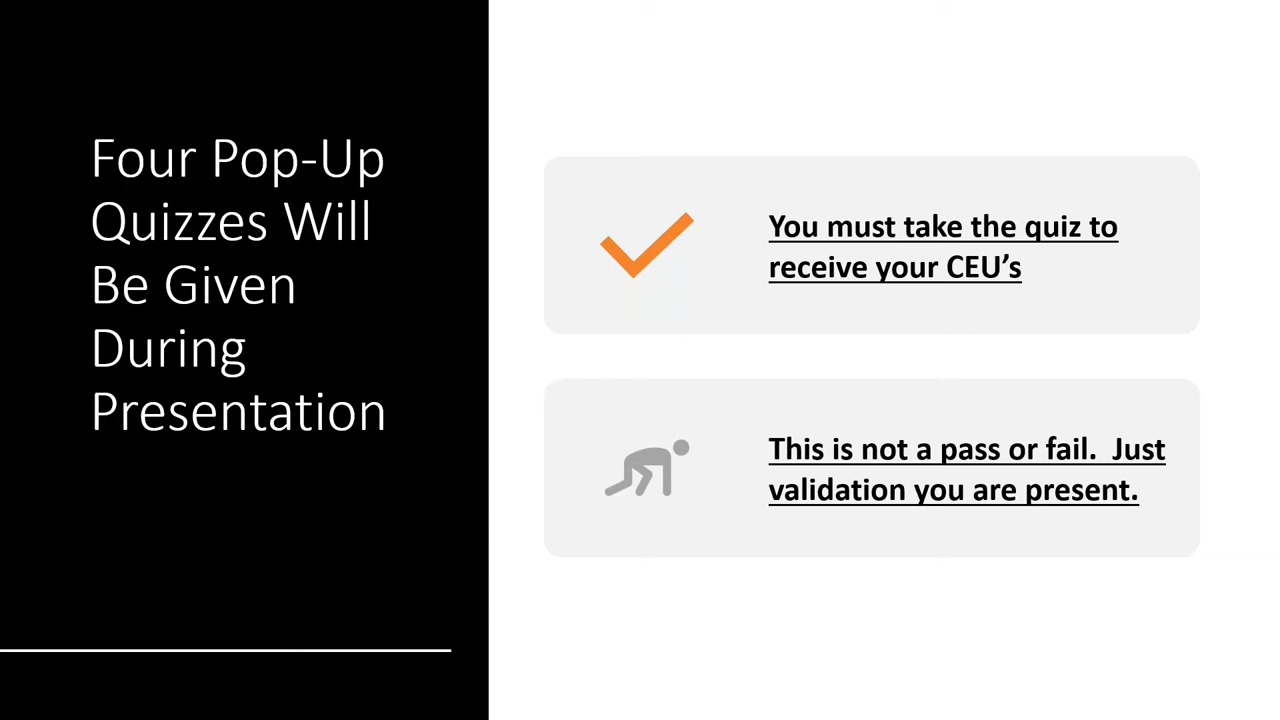 Four Pop-Up
Quizzes Will
Be Given
During
Presentation
You must take the quiz to
receive your CEU’s
This is not a pass or fail.  Just
validation you are present.